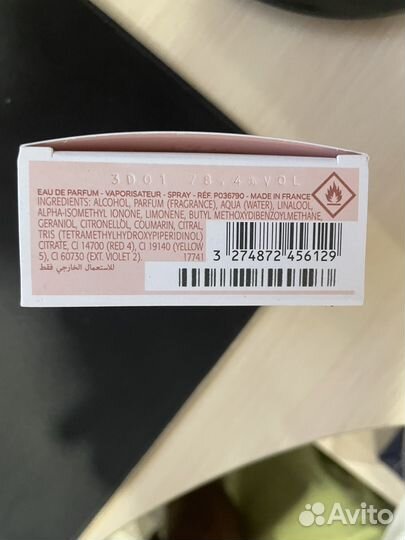 3D01 78,4%VOL
EAU DE PARFUM - VAPORISATEUR - SPRAY - RÉF. P036790 - MADE IN FRANCE
INGREDIENTS: ALCOHOL, PARFUM (FRAGRANCE), AQUA (WATER), LINALOOL,
ALPHA-ISOMETHYL IONONE, LIMONENE, BUTYL METHOXYDIBENZOYLMETHANE,
GERANIOL, CITRONELLOL, COUMARIN, CITRAL,
TRIS (TETRAMETHYLHYDROXYPIPERIDINOL)
CITRATE, CI 14700 (RED 4), CI 19140 (YELLOW
5), CI 60730 (EXT. VIOLET 2). 17741
للاستعمال الخارجي فقط
3 274872 456129
Avito